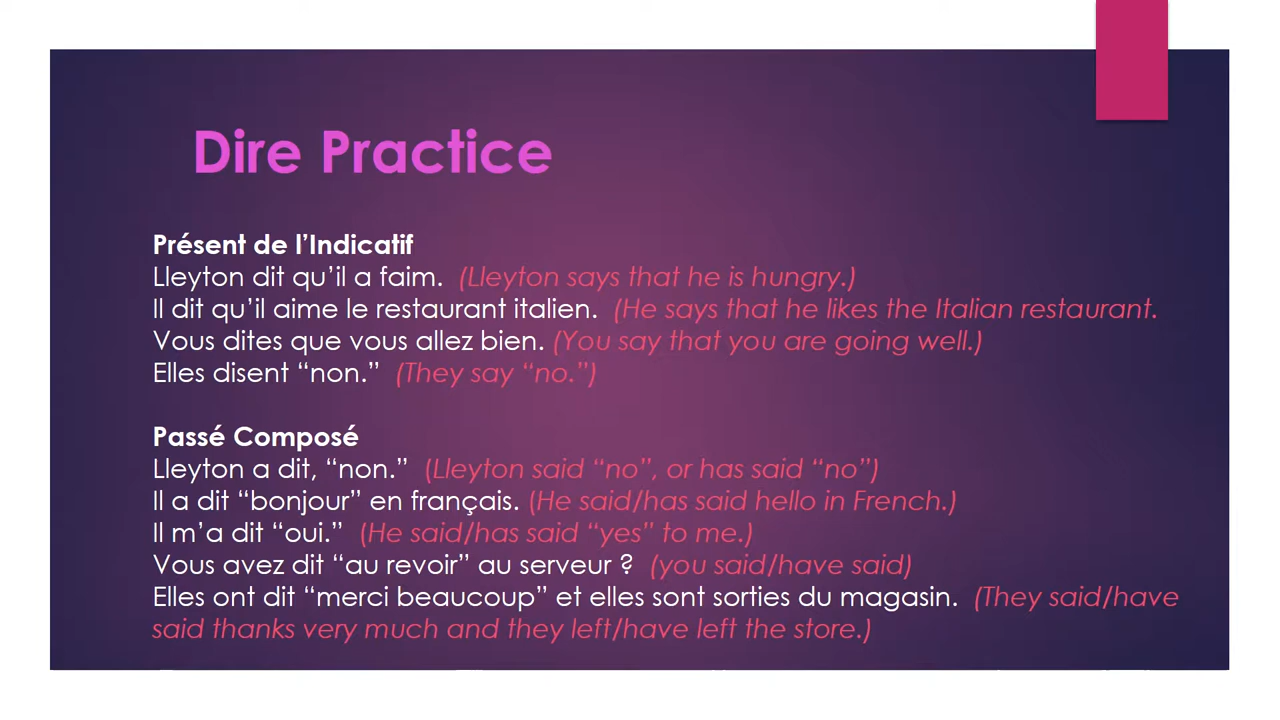 Dire Practice
Présent de l’Indicatif
Lleyton dit qu’il a faim. (Lleyton says that he is hungry.)
Il dit qu’il aime le restaurant italien. (He says that he likes the Italian restaurant.
Vous dites que vous allez bien. (You say that you are going well.)
Elles disent “non.” (They say “no.”)
Passé Composé
Lleyton a dit, “non.” (Lleyton said “no”, or has said “no”)
Il a dit “bonjour” en français. (He said/has said hello in French.)
Il m’a dit “oui.” (He said/has said “yes” to me.)
Vous avez dit “au revoir” au serveur ? (you said/have said)
Elles ont dit “merci beaucoup” et elles sont sorties du magasin. (They said/have
said thanks very much and they left/have left the store.)